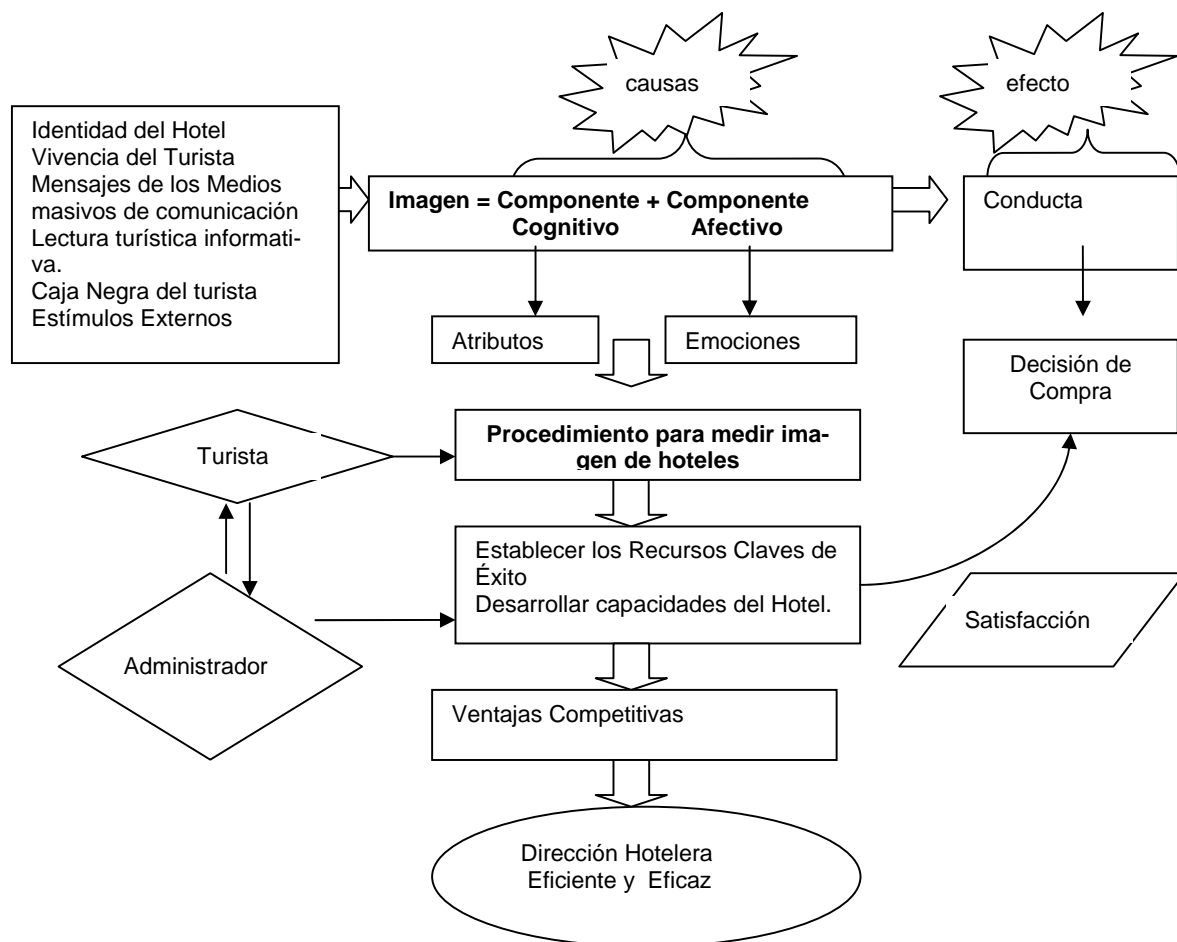 causas
efecto
Identidad del Hotel
Vivencia del Turista
Mensajes de los Medios
masivos de comunicación
Lectura turística informati-
va.
Caja Negra del turista
Estímulos Externos
Imagen = Componente + Componente
Cognitivo Afectivo
Conducta
Atributos
Emociones
Decisión de
Compra
Turista
Procedimiento para medir ima-
gen de hoteles
Establecer los Recursos Claves de
Éxito
Desarrollar capacidades del Hotel.
Satisfacción
Administrador
Ventajas Competitivas
Dirección Hotelera
Eficiente y Eficaz